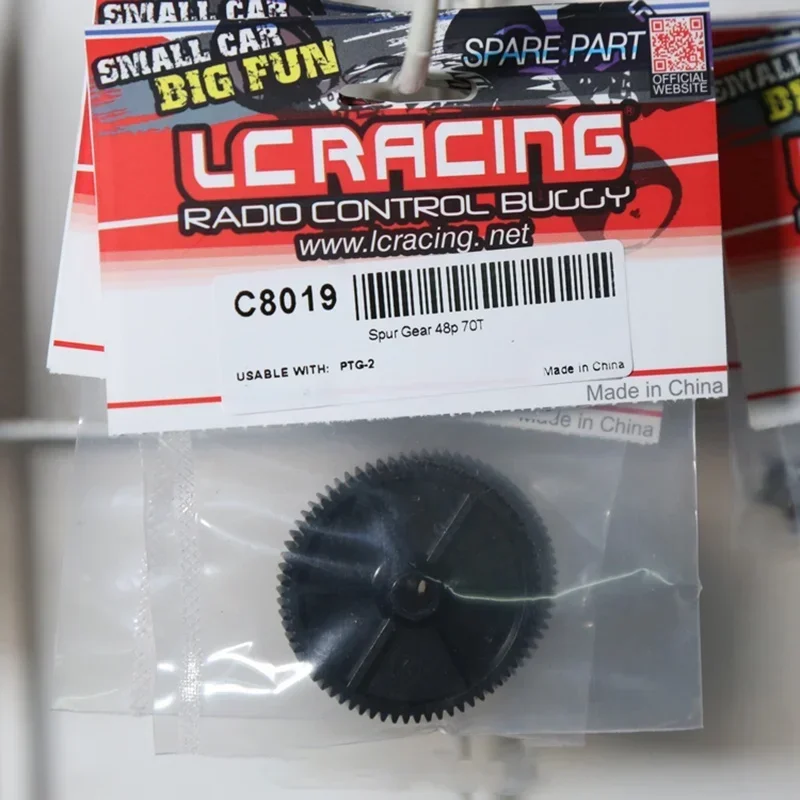 SMALL CAR
SMALL CAR
BIG FUN
SPARE PART
OFFICIAL
WEBSITE
LC RACING
RADIO CONTROL BUGGY
www.lcracing.net
C8019
Spur Gear 48p 70T
USABLE WITH: PTG-2
Made in China
Made in China
Made in China
SMALL